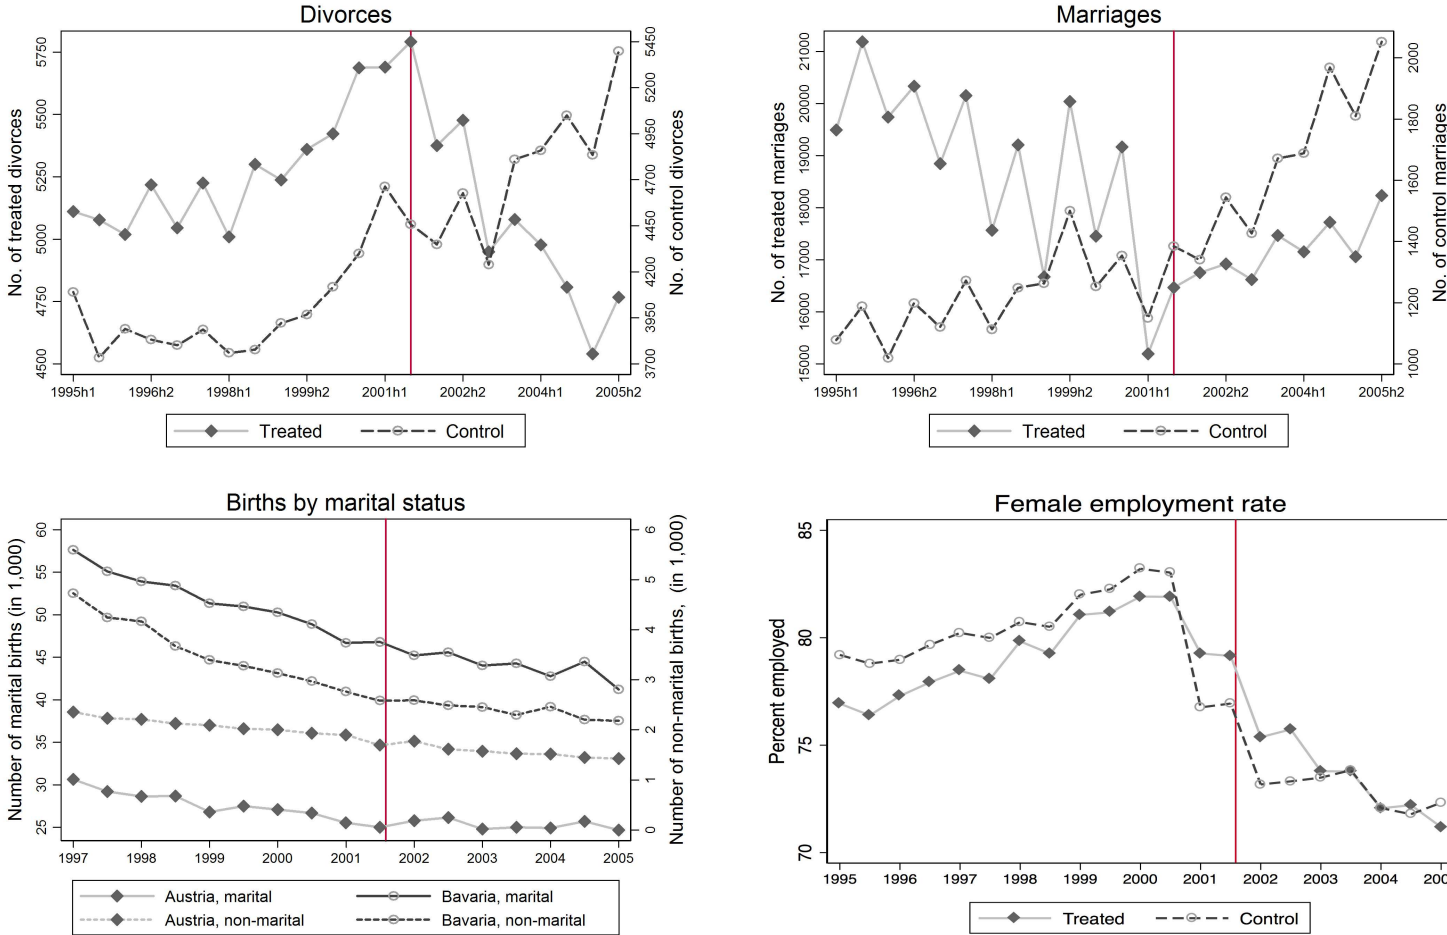 Divorces
No. of treated divorces
5750
5500
5250
5000
4750
4500
5450
5200
4950
4700
4450
4200
3950
3700
No. of control divorces
1995h1 1996h2 1998h1 1999h2 2001h1 2002h2 2004h1 2005h2
Treated Control
Marriages
No. of treated marriages
21000
20000
19000
18000
17000
16000
15000
2000
1800
1600
1400
1200
1000
No. of control marriages
1995h1 1996h2 1998h1 1999h2 2001h1 2002h2 2004h1 2005h2
Treated Control
Births by marital status
Number of marital births (in 1,000)
60
55
50
45
40
35
30
25
6
5
4
3
2
1
0
Number of non-marital births, (in 1,000)
1997 1998 1999 2000 2001 2002 2003 2004 2005
Austria, marital Bavaria, marital
Austria, non-marital Bavaria, non-marital
Female employment rate
Percent employed
85
80
75
70
1995 1996 1997 1998 1999 2000 2001 2002 2003 2004 200
Treated Control